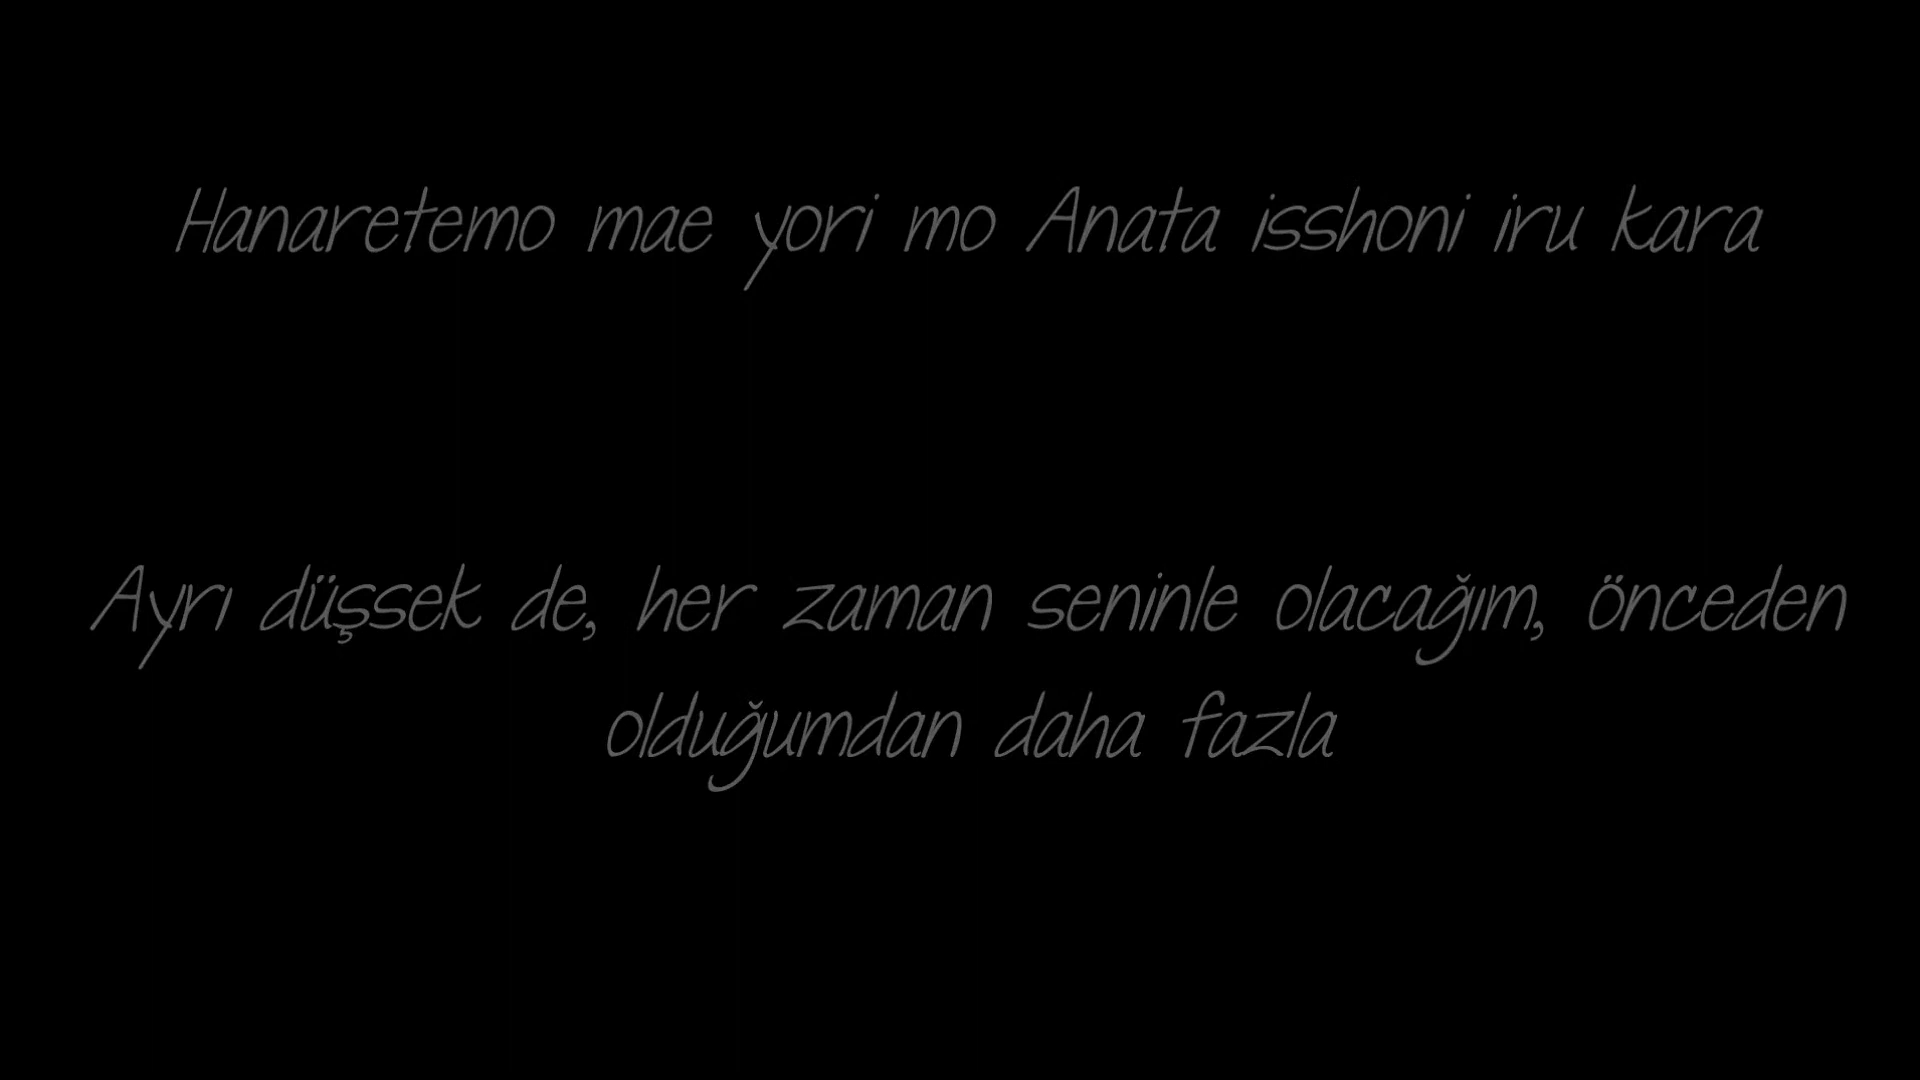 Hanaretemo mae yori mo Anata isshoni iru kara
Ayrı düşsek de, her zaman seninle olacağım, önceden
olduğumdan daha fazla